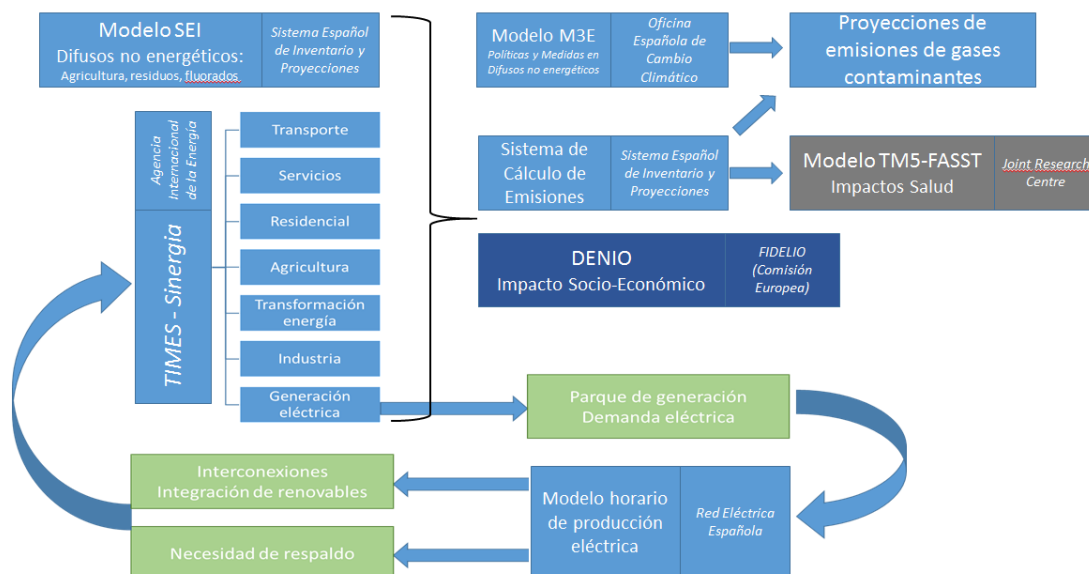 Modelo SEI
Difusos no energéticos:
Agricultura, residuos, fluorados
Sistema Español
de Inventario y
Proyecciones
Modelo M3E
Políticas y Medidas en
Difusos no energéticos
Oficina
Española de
Cambio
Climático
Proyecciones de
emisiones de gases
contaminantes
Agencia
Internacional
de la Energía
TIMES - Sinergia
Transporte
Servicios
Residencial
Agricultura
Transformación
energía
Industria
Generación
eléctrica
Sistema de
Cálculo de
Emisiones
Sistema Español
de Inventario y
Proyecciones
Modelo TM5-FASST
Impactos Salud
Joint Research
Centre
DENIO
Impacto Socio-Económico
FIDELIO
(Comisión
Europea)
Parque de generación
Demanda eléctrica
Interconexiones
Integración de renovables
Necesidad de respaldo
Modelo horario
de producción
eléctrica
Red Eléctrica
Española